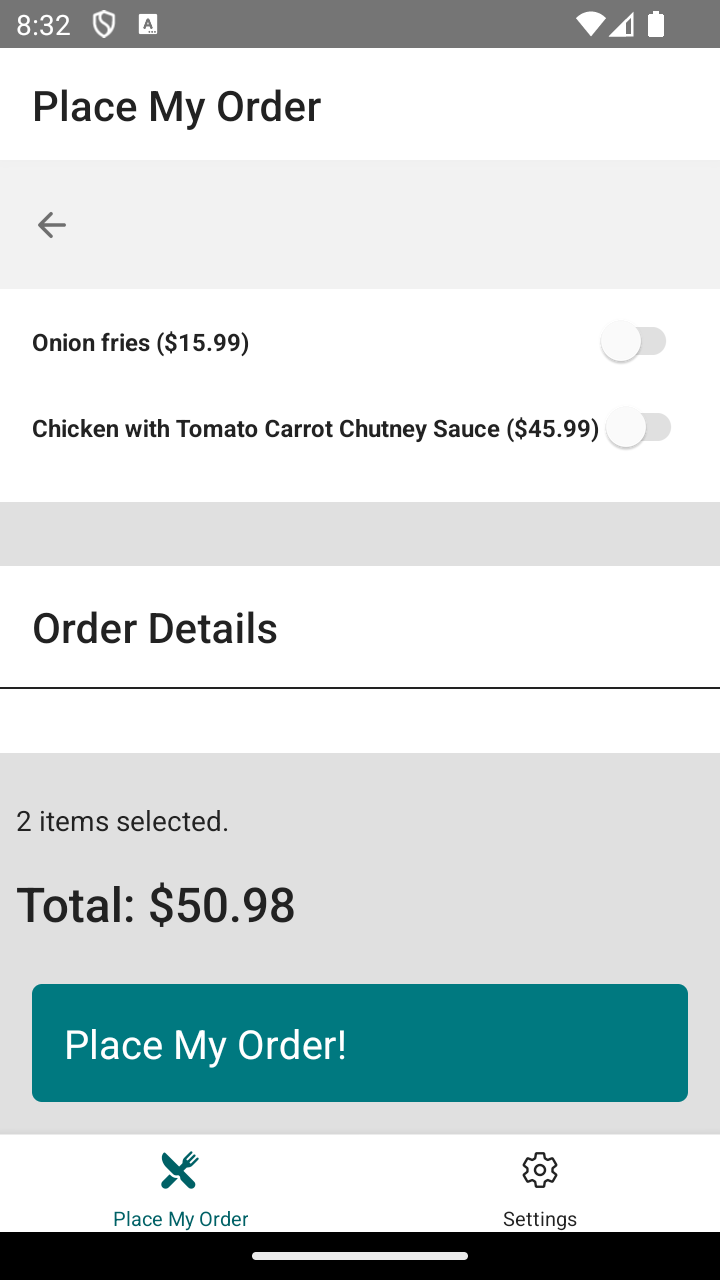 8:32
Place My Order
Onion fries ($15.99)
Chicken with Tomato Carrot Chutney Sauce ($45.99)
Order Details
2 items selected.
Total: $50.98
Place My Order!
Place My Order
Settings